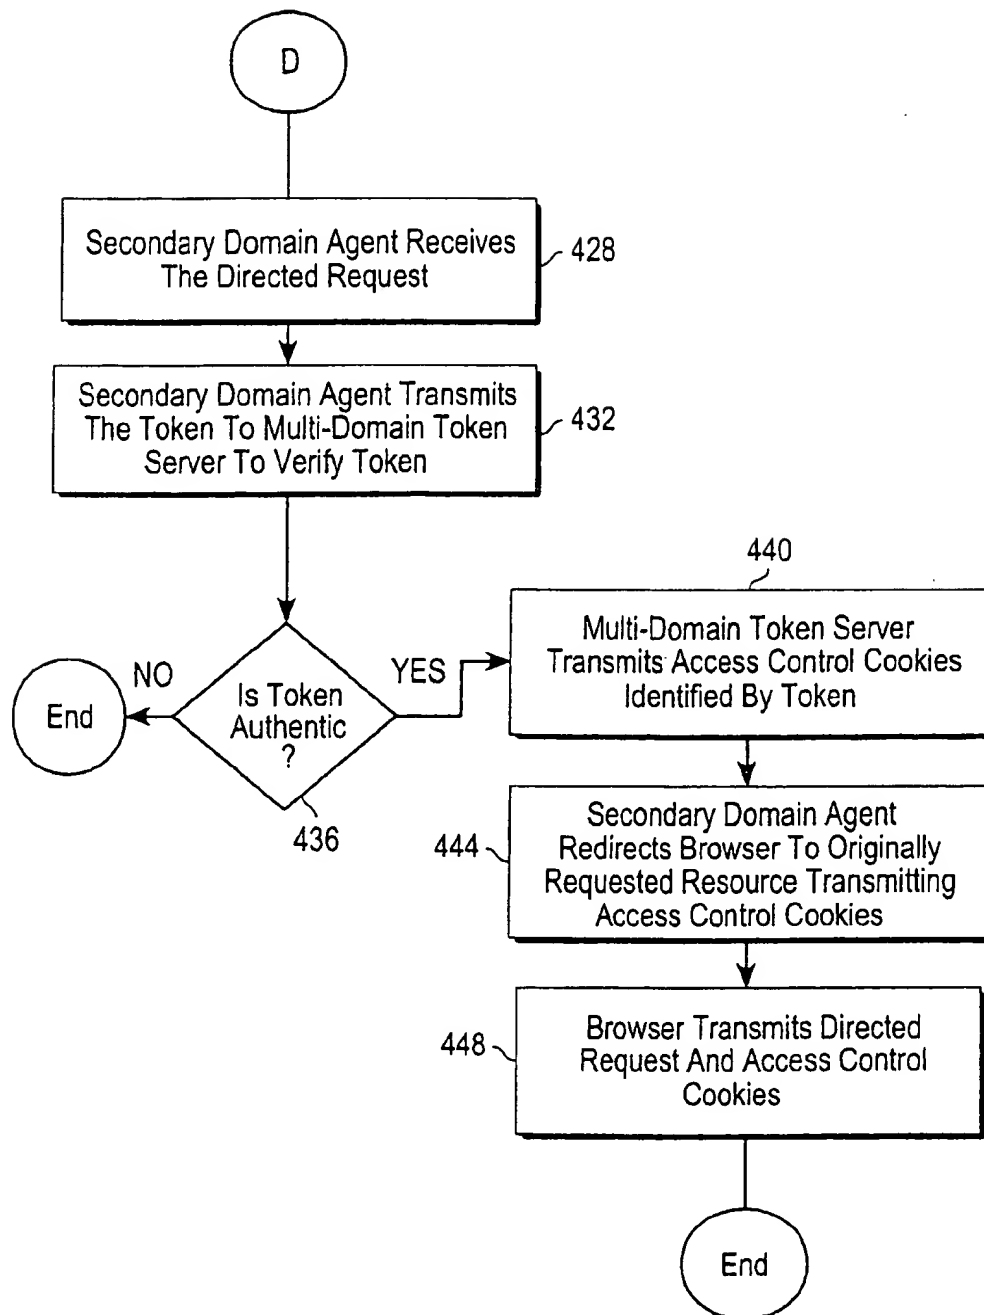 D
Secondary Domain Agent Receives
The Directed Request
428
Secondary Domain Agent Transmits
The Token To Multi-Domain Token
Server To Verify Token
432
Is Token
Authentic
?
436
NO
End
YES
440
Multi-Domain Token Server
Transmits Access Control Cookies
Identified By Token
444
Secondary Domain Agent
Redirects Browser To Originally
Requested Resource Transmitting
Access Control Cookies
448
Browser Transmits Directed
Request And Access Control
Cookies
End